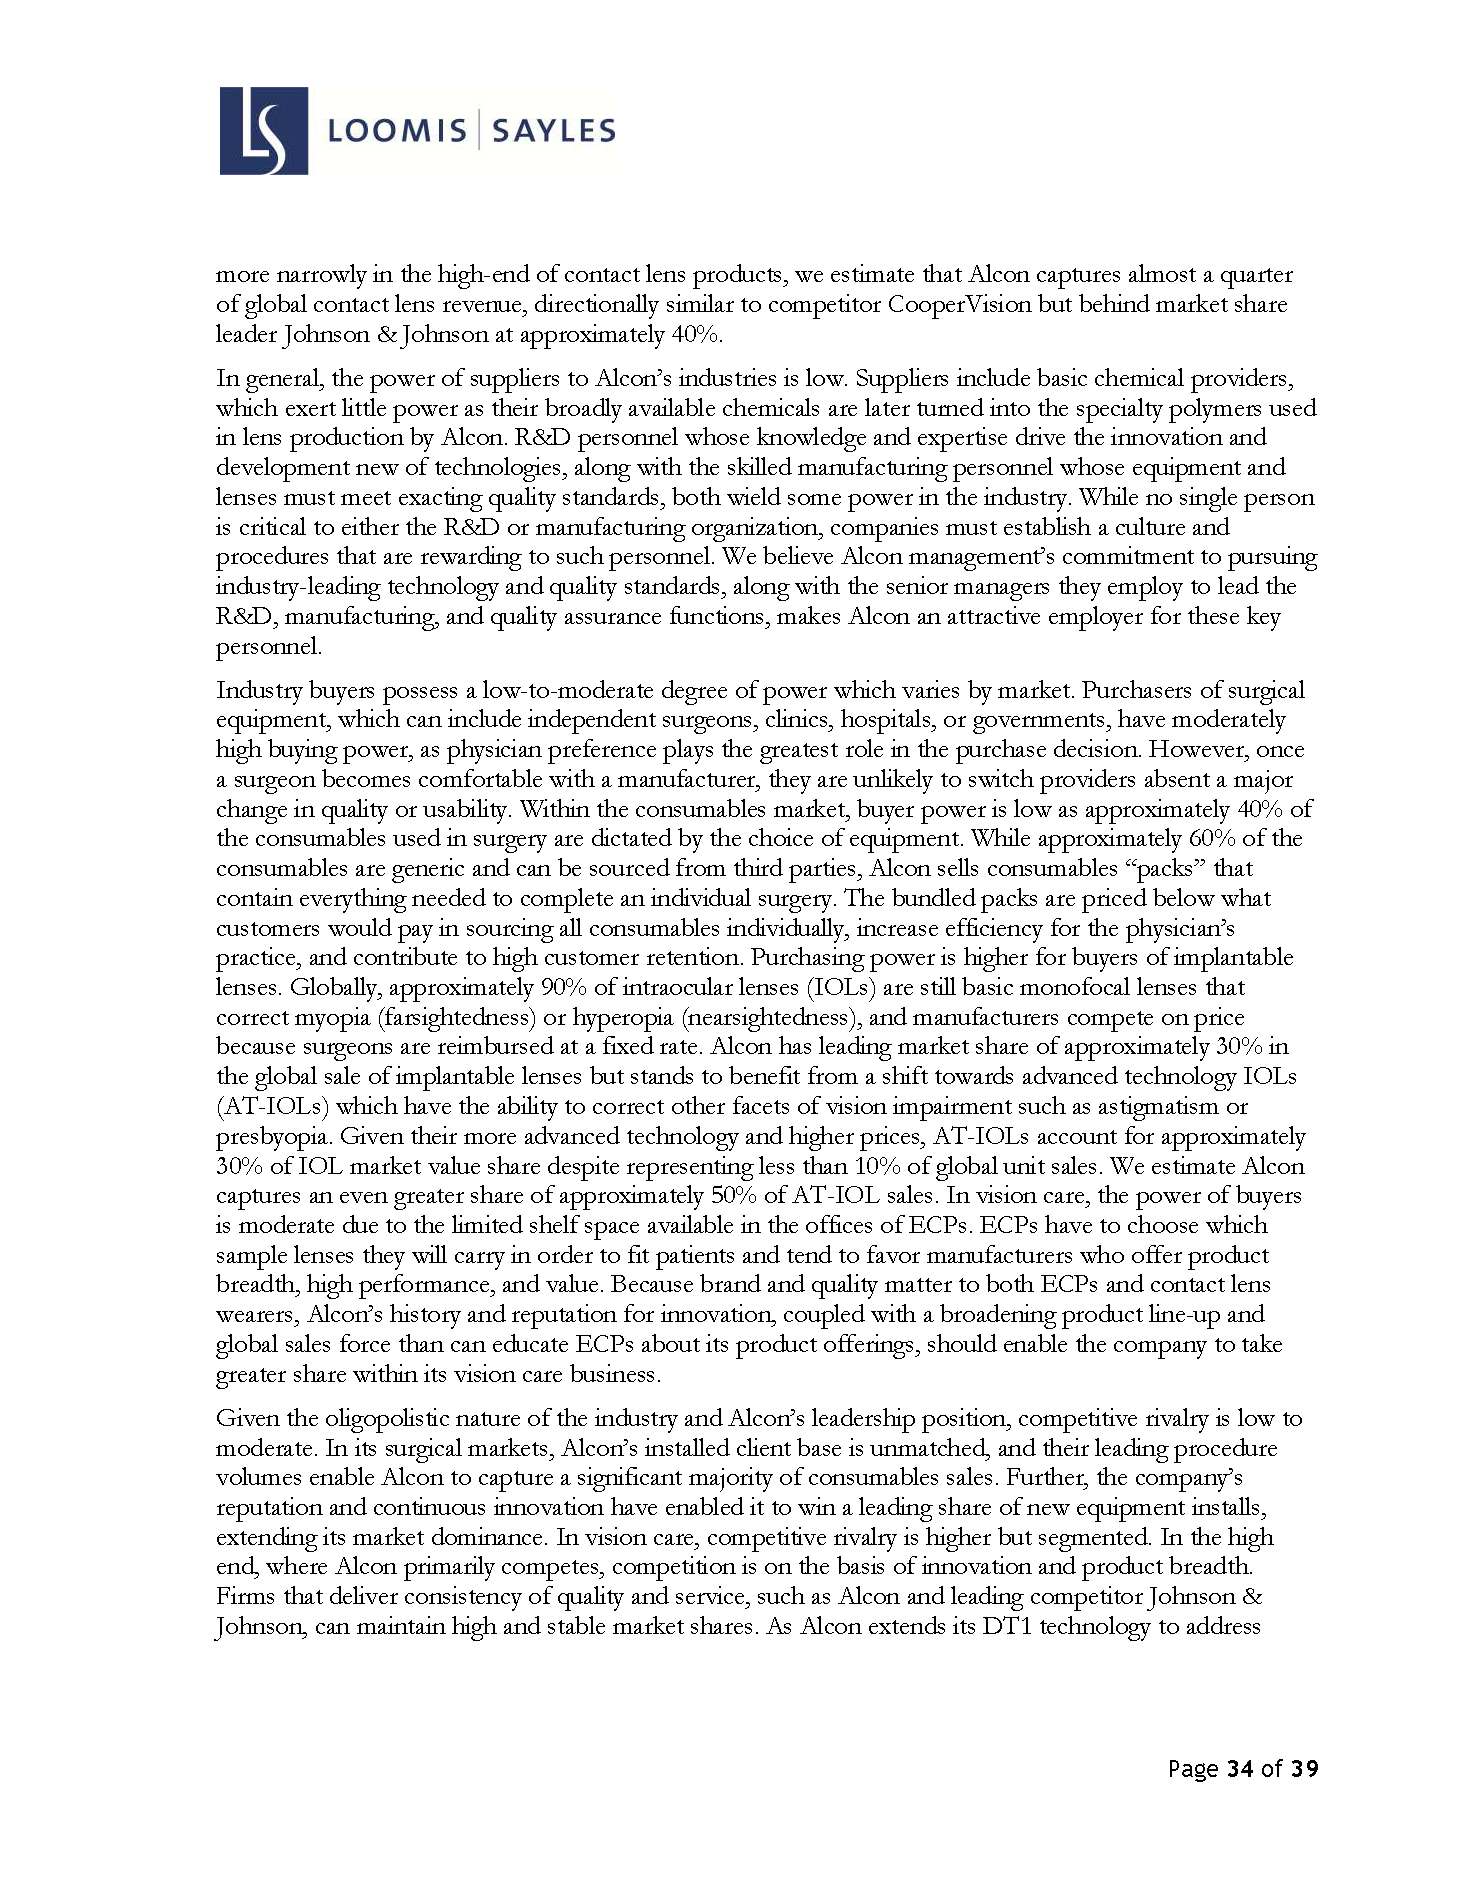 LS LOOMIS | SAYLES
more narrowly in the high-end of contact lens products, we estimate that Alcon captures almost a quarter
of global contact lens revenue, directionally similar to competitor CooperVision but behind market share
leader Johnson & Johnson at approximately 40%.
In general, the power of suppliers to Alcon’s industries is low. Suppliers include basic chemical providers,
which exert little power as their broadly available chemicals are later turned into the specialty polymers used
in lens production by Alcon. R&D personnel whose knowledge and expertise drive the innovation and
development new of technologies, along with the skilled manufacturing personnel whose equipment and
lenses must meet exacting quality standards, both wield some power in the industry. While no single person
is critical to either the R&D or manufacturing organization, companies must establish a culture and
procedures that are rewarding to such personnel. We believe Alcon management’s commitment to pursuing
industry-leading technology and quality standards, along with the senior managers they employ to lead the
R&D, manufacturing, and quality assurance functions, makes Alcon an attractive employer for these key
personnel.
Industry buyers possess a low-to-moderate degree of power which varies by market. Purchasers of surgical
equipment, which can include independent surgeons, clinics, hospitals, or governments, have moderately
high buying power, as physician preference plays the greatest role in the purchase decision. However, once
a surgeon becomes comfortable with a manufacturer, they are unlikely to switch providers absent a major
change in quality or usability. Within the consumables market, buyer power is low as approximately 40% of
the consumables used in surgery are dictated by the choice of equipment. While approximately 60% of the
consumables are generic and can be sourced from third parties, Alcon sells consumables “packs” that
contain everything needed to complete an individual surgery. The bundled packs are priced below what
customers would pay in sourcing all consumables individually, increase efficiency for the physician’s
practice, and contribute to high customer retention. Purchasing power is higher for buyers of implantable
lenses. Globally, approximately 90% of intraocular lenses (IOLs) are still basic monofocal lenses that
correct myopia (farsightedness) or hyperopia (nearsightedness), and manufacturers compete on price
because surgeons are reimbursed at a fixed rate. Alcon has leading market share of approximately 30% in
the global sale of implantable lenses but stands to benefit from a shift towards advanced technology IOLs
(AT-IOLs) which have the ability to correct other facets of vision impairment such as astigmatism or
presbyopia. Given their more advanced technology and higher prices, AT-IOLs account for approximately
30% of IOL market value share despite representing less than 10% of global unit sales. We estimate Alcon
captures an even greater share of approximately 50% of AT-IOL sales. In vision care, the power of buyers
is moderate due to the limited shelf space available in the offices of ECPs. ECPs have to choose which
sample lenses they will carry in order to fit patients and tend to favor manufacturers who offer product
breadth, high performance, and value. Because brand and quality matter to both ECPs and contact lens
wearers, Alcon’s history and reputation for innovation, coupled with a broadening product line-up and
global sales force than can educate ECPs about its product offerings, should enable the company to take
greater share within its vision care business.
Given the oligopolistic nature of the industry and Alcon’s leadership position, competitive rivalry is low to
moderate. In its surgical markets, Alcon’s installed client base is unmatched, and their leading procedure
volumes enable Alcon to capture a significant majority of consumables sales. Further, the company’s
reputation and continuous innovation have enabled it to win a leading share of new equipment installs,
extending its market dominance. In vision care, competitive rivalry is higher but segmented. In the high
end, where Alcon primarily competes, competition is on the basis of innovation and product breadth.
Firms that deliver consistency of quality and service, such as Alcon and leading competitor Johnson &
Johnson, can maintain high and stable market shares. As Alcon extends its DT1 technology to address
Page 34 of 39